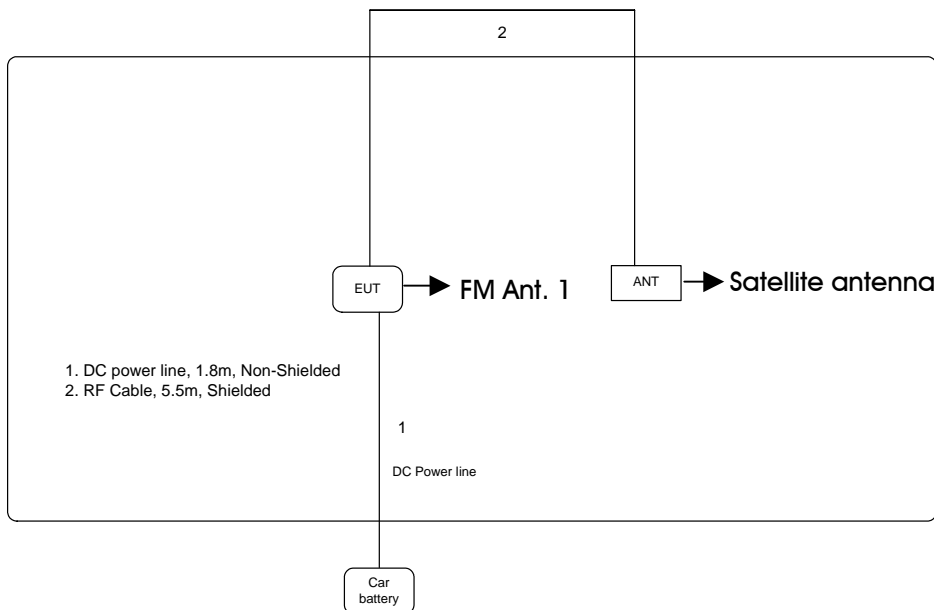 2
EUT
FM Ant. 1
ANT
Satellite antenna
1. DC power line, 1.8m, Non-Shielded
2. RF Cable, 5.5m, Shielded
1
DC Power line
Car
battery